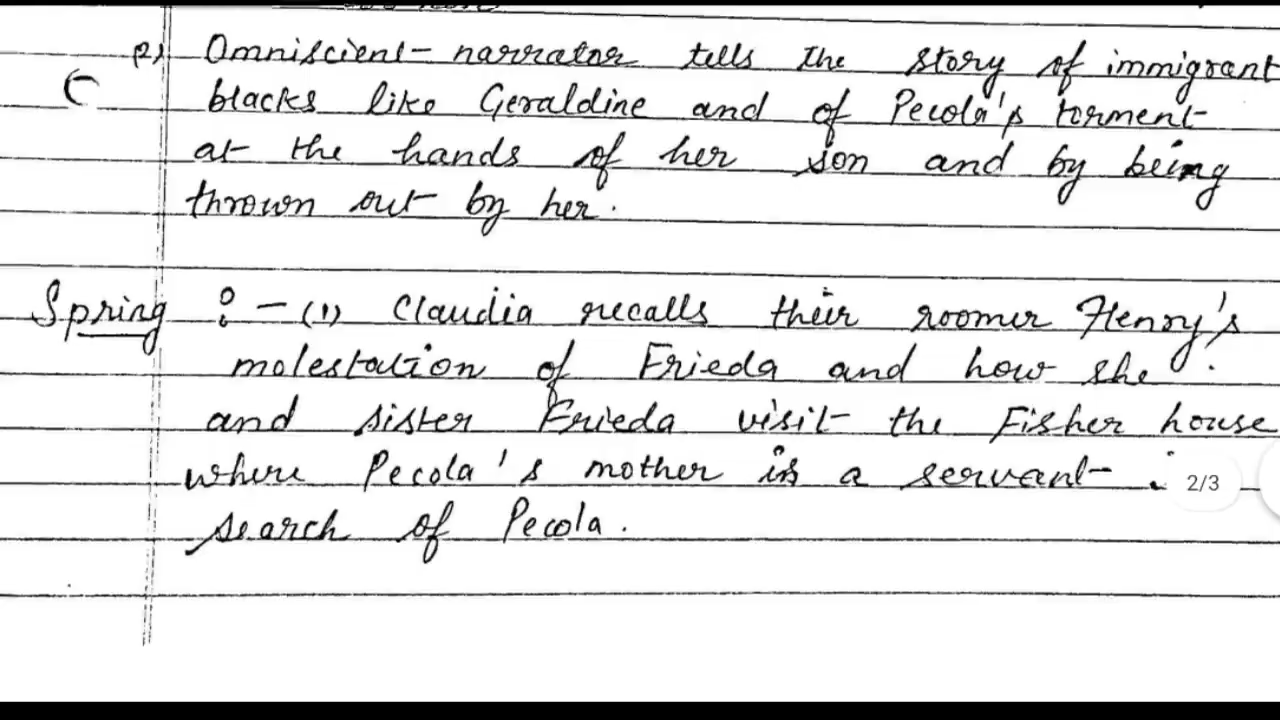 (2) Omniscient narrator tells the story of immigrant
blacks like Geraldine and of Pecola's torment
at the hands of her son and by being
thrown out by her.
Spring :- (1) Claudia recalls their roomer Henry's
molestation of Frieda and how she
and sister Frieda visit the Fisher house
where Pecola's mother is a servant
2/3
search of Pecola.